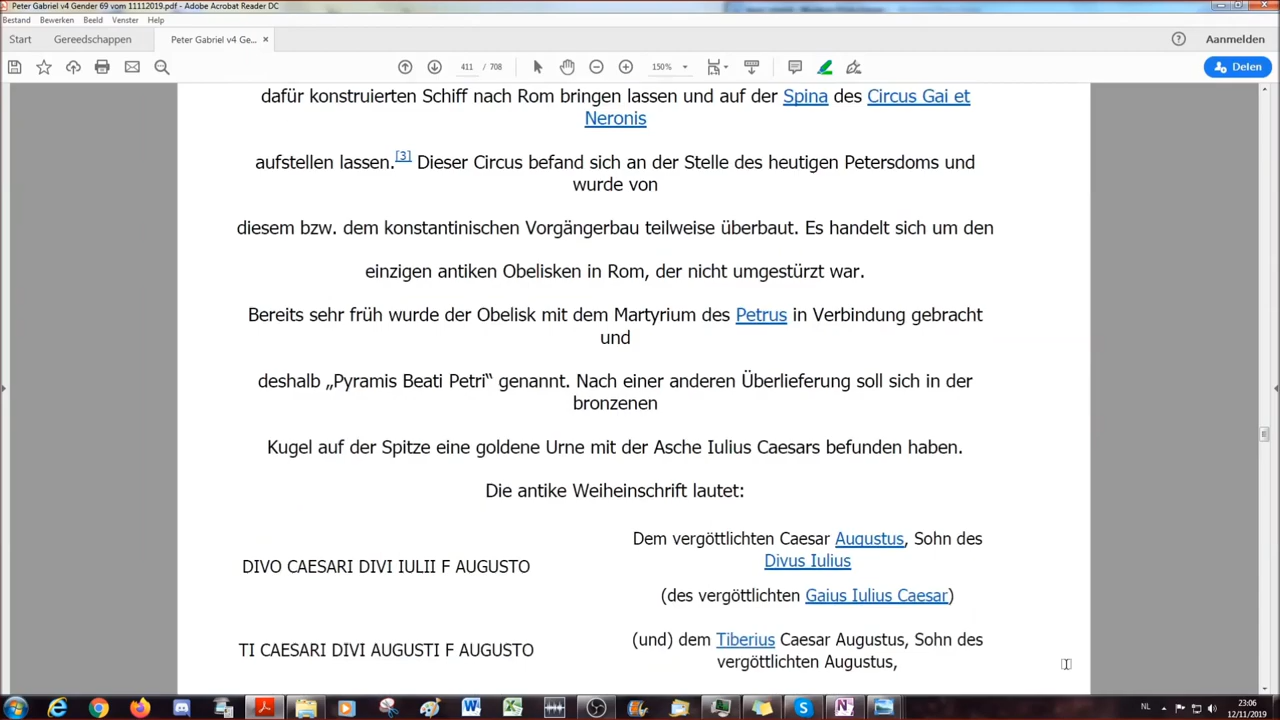 Peter Gabriel v4 Gender 69 vom 11112019.pdf - Adobe Acrobat Reader DC
Bestand Bewerken Beeld Venster Help
Start Gereedschappen Peter Gabriel v4 Ge... × Aanmelden
411 / 708 150% Delen
dafür konstruierten Schiff nach Rom bringen lassen und auf der Spina des Circus Gai et
Neronis
aufstellen lassen.[3] Dieser Circus befand sich an der Stelle des heutigen Petersdoms und
wurde von
diesem bzw. dem konstantinischen Vorgängerbau teilweise überbaut. Es handelt sich um den
einzigen antiken Obelisken in Rom, der nicht umgestürzt war.
Bereits sehr früh wurde der Obelisk mit dem Martyrium des Petrus in Verbindung gebracht
und
deshalb „Pyramis Beati Petri“ genannt. Nach einer anderen Überlieferung soll sich in der
bronzenen
Kugel auf der Spitze eine goldene Urne mit der Asche Iulius Caesars befunden haben.
Die antike Weiheinschrift lautet:
DIVO CAESARI DIVI IULII F AUGUSTO
Dem vergöttlichten Caesar Augustus, Sohn des
Divus Iulius
(des vergöttlichten Gaius Iulius Caesar)
TI CAESARI DIVI AUGUSTI F AUGUSTO
(und) dem Tiberius Caesar Augustus, Sohn des
vergöttlichten Augustus,
NL 23:06
12/11/2019